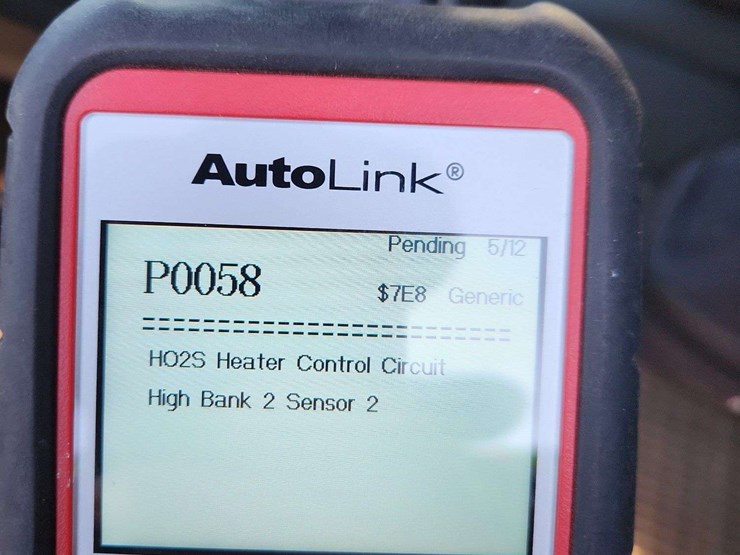 AutoLink®
Pending 5/12
P0058
$7E8 Generic
================================
HO2S Heater Control Circuit
High Bank 2 Sensor 2